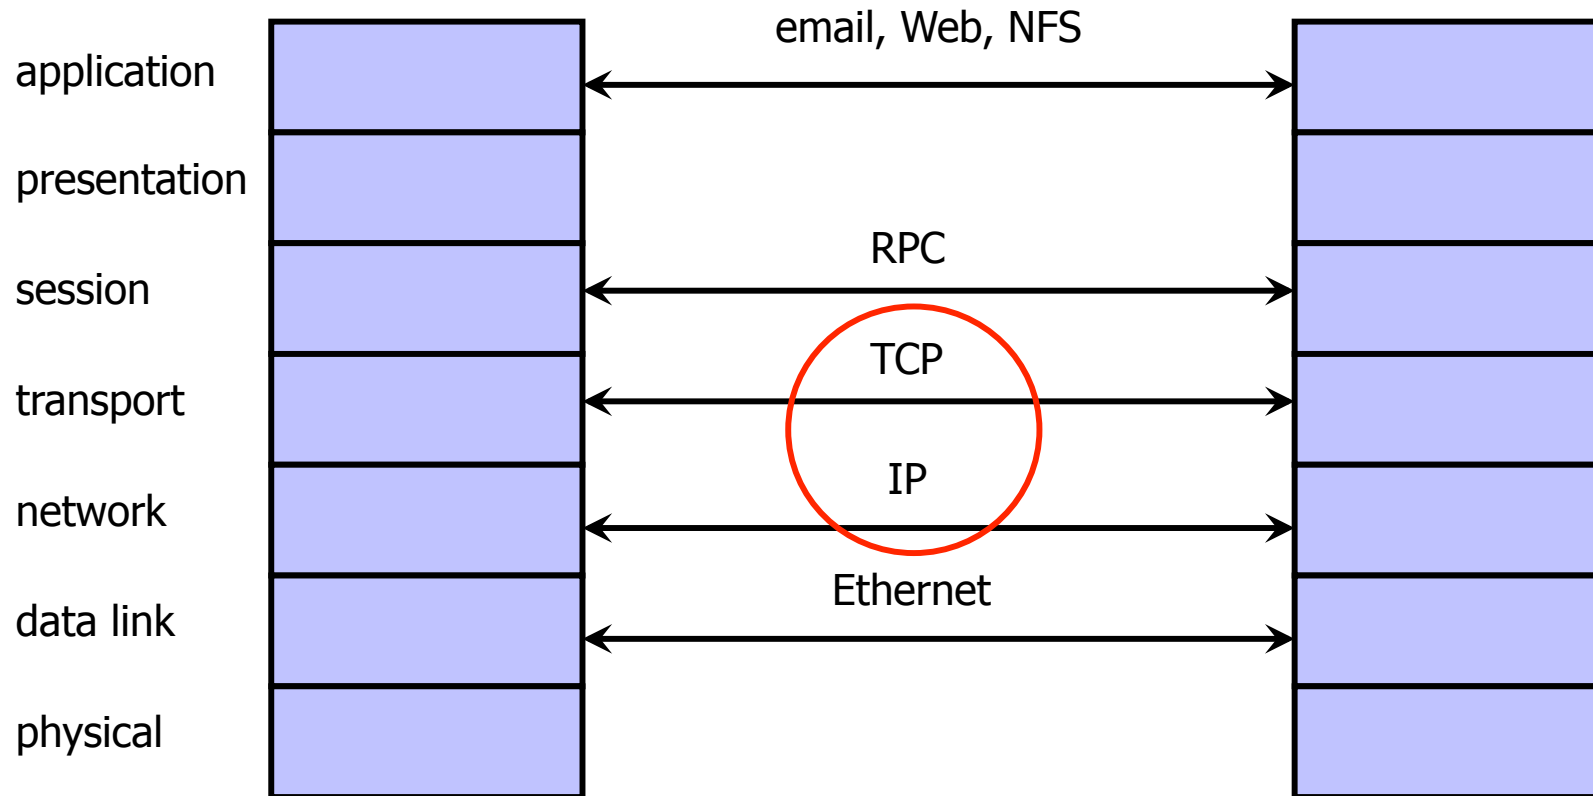 email, Web, NFS
application
presentation
RPC
session
TCP
transport
IP
network
Ethernet
data link
physical